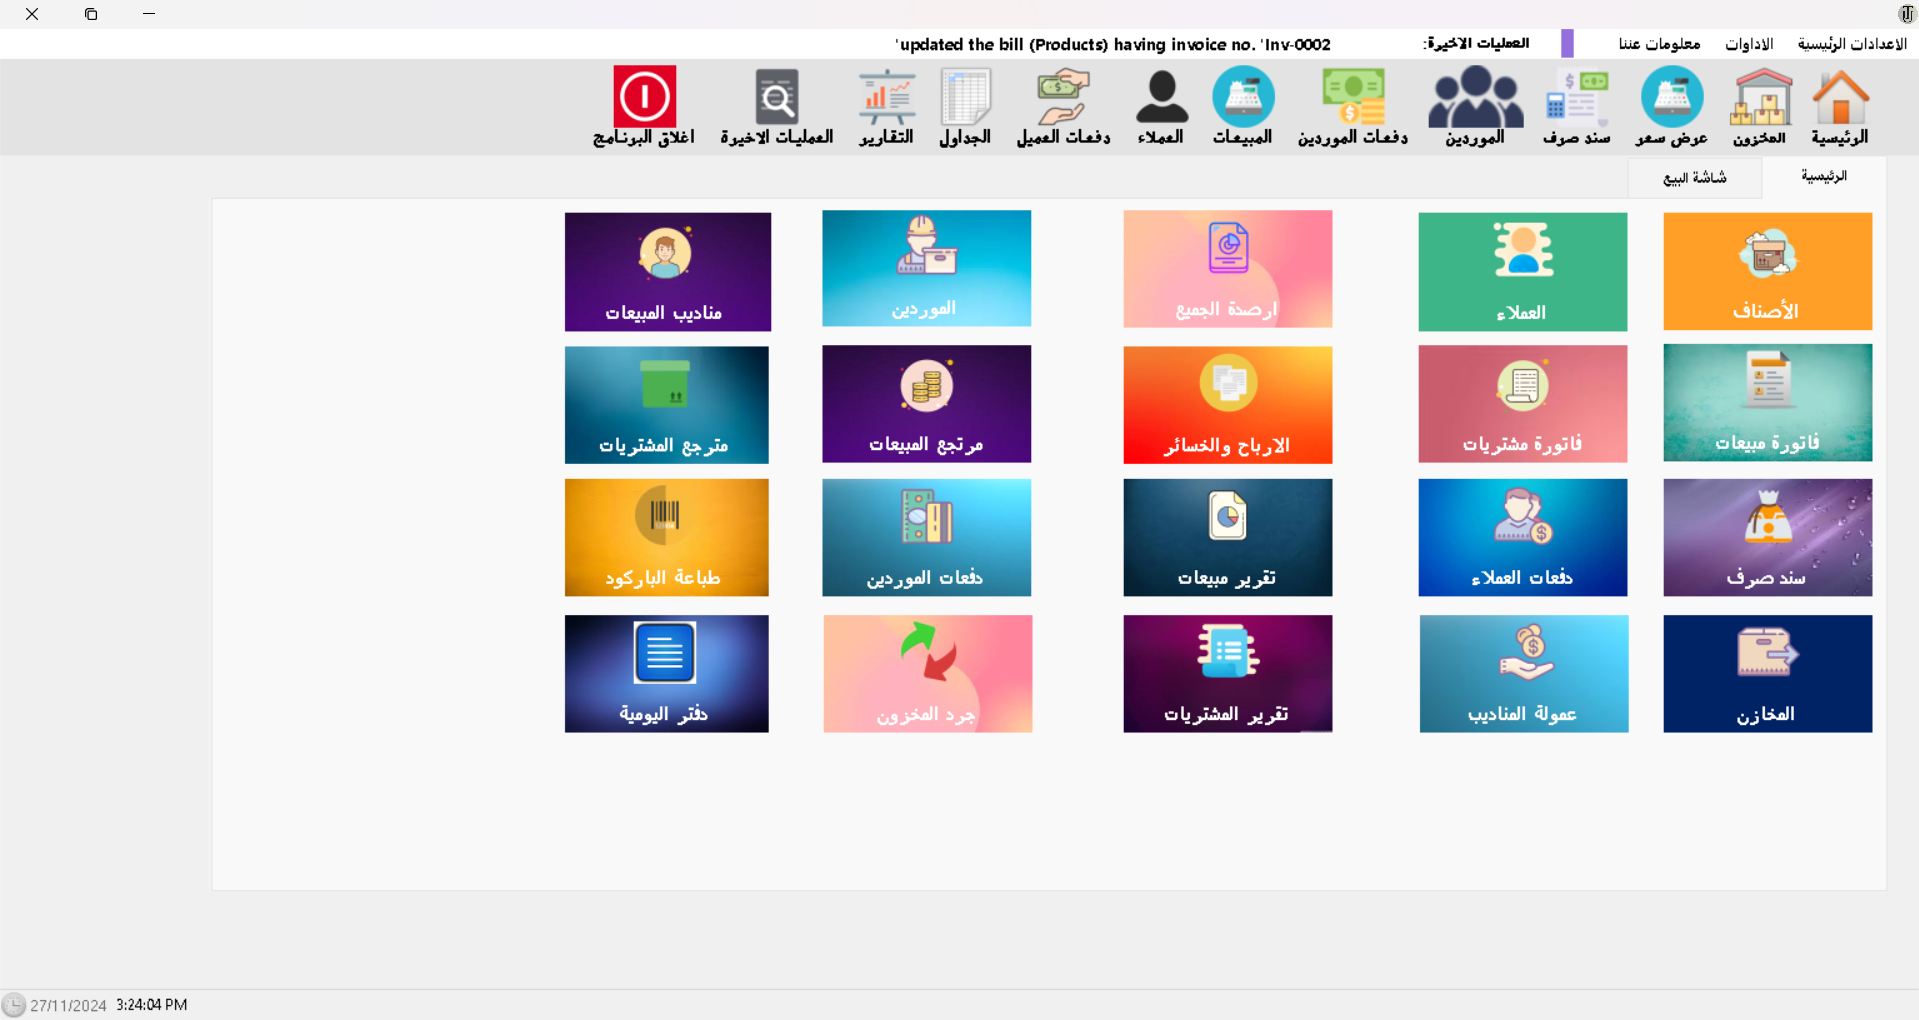 الاعدادات الرئيسية
الاداوات
معلومات عننا
العمليات الاخيرة:
'updated the bill (Products) having invoice no. 'Inv-0002
الرئيسية
المخزون
عرض سعر
سند صرف
الموردين
دفعات الموردين
المبيعات
العملاء
دفعات العميل
الجداول
التقارير
العمليات الاخيرة
اغلاق البرنامج
الرئيسية
شاشة البيع
الأصناف
العملاء
ارصدة الجميع
الموردين
مناديب المبيعات
فاتورة مبيعات
فاتورة مشتريات
الارباح والخسائر
مرتجع المبيعات
مترجع المشتريات
سند صرف
دفعات العملاء
تقرير مبيعات
دفعات الموردين
طباعة الباركود
المخازن
عمولة المناديب
تقرير المشتريات
جرد المخزون
دفتر اليومية
27/11/2024
3:24:04 PM